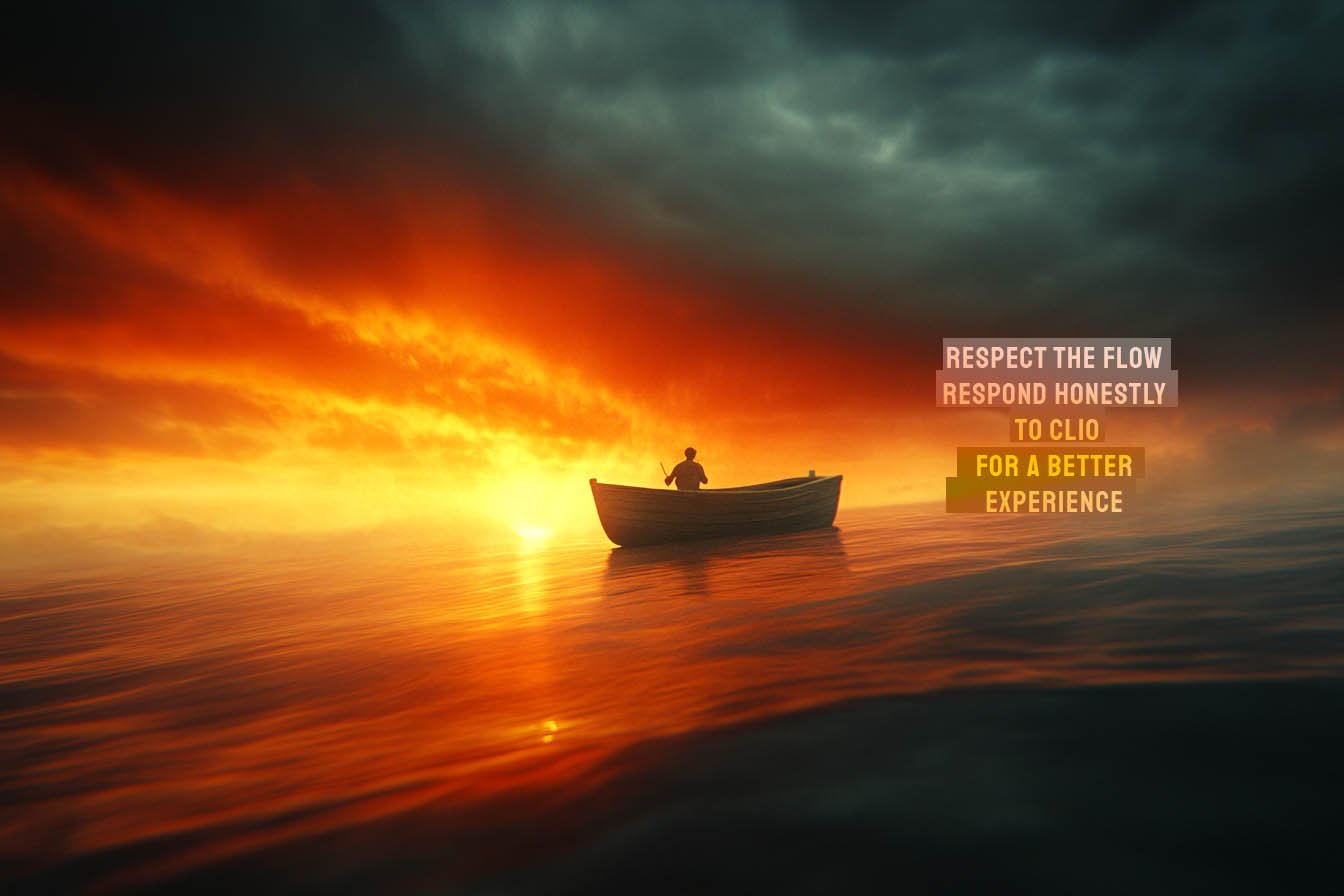 RESPECT THE FLOW
RESPOND HONESTLY
TO CLIO
FOR A BETTER
EXPERIENCE